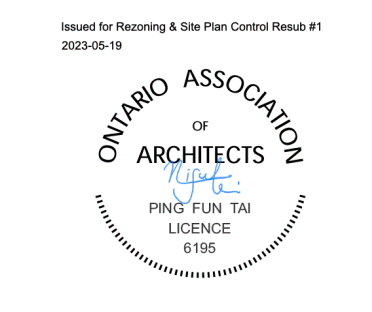 Issued for Rezoning & Site Plan Control Resub #1
2023-05-19
ONTARIO ASSOCIATION
OF
ARCHITECTS
PING FUN TAI
LICENCE
6195